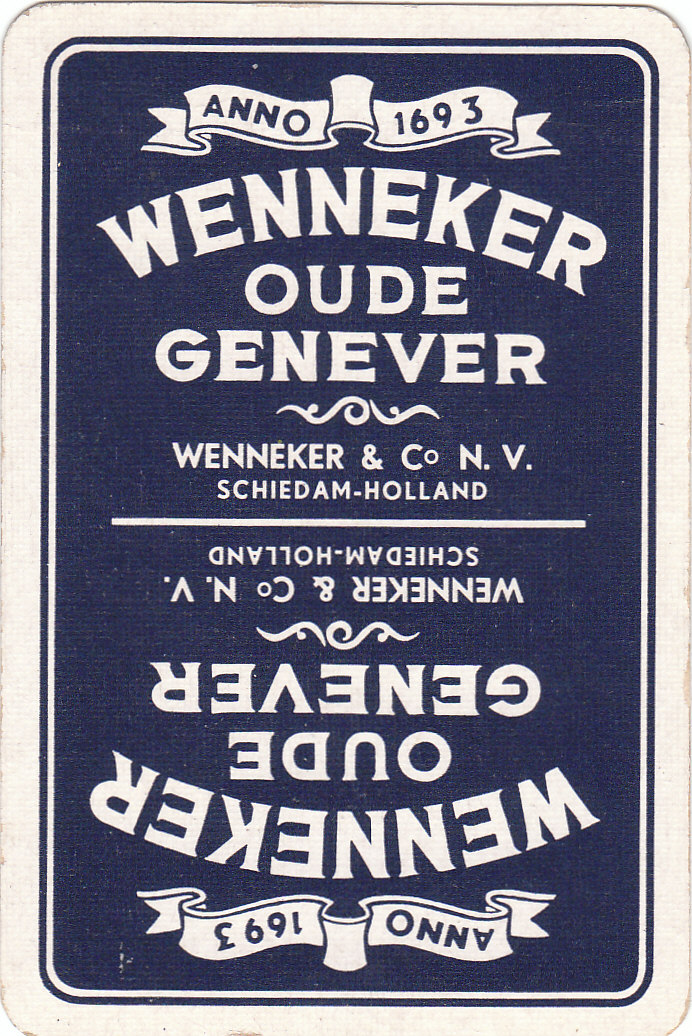 ANNO 1693
WENNEKER
OUDE
GENEVER
WENNEKER & Co N. V.
SCHIEDAM-HOLLAND
SCHIEDAM-HOLLAND
WENNEKER & Co N. V.
GENEVER
OUDE
WENNEKER
ANNO 1693